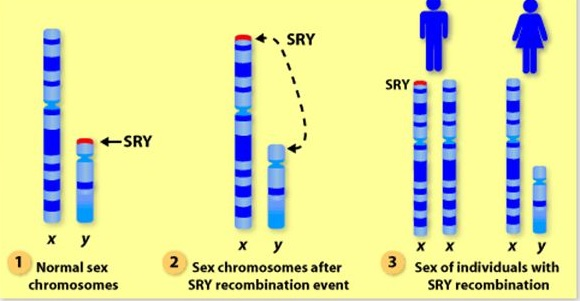 SRY
SRY
SRY
x y
x y
x x x y
1 Normal sex
chromosomes
2 Sex chromosomes after
SRY recombination event
3 Sex of individuals with
SRY recombination